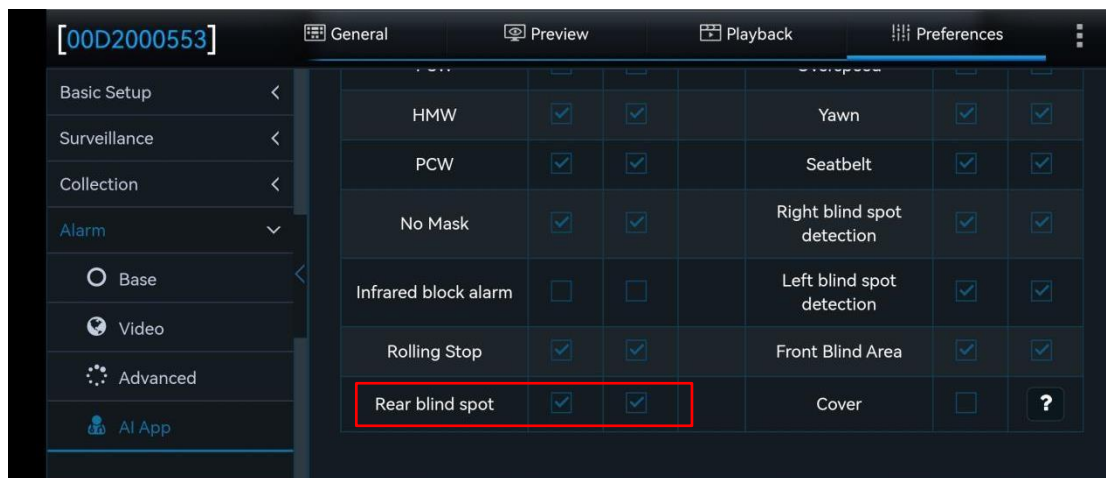 [00D2000553]
General
Preview
Playback
Preferences
Basic Setup
Surveillance
Collection
Alarm
Base
Video
Advanced
AI App
HMW
Yawn
PCW
Seatbelt
No Mask
Right blind spot
detection
Infrared block alarm
Left blind spot
detection
Rolling Stop
Front Blind Area
Rear blind spot
Cover
?